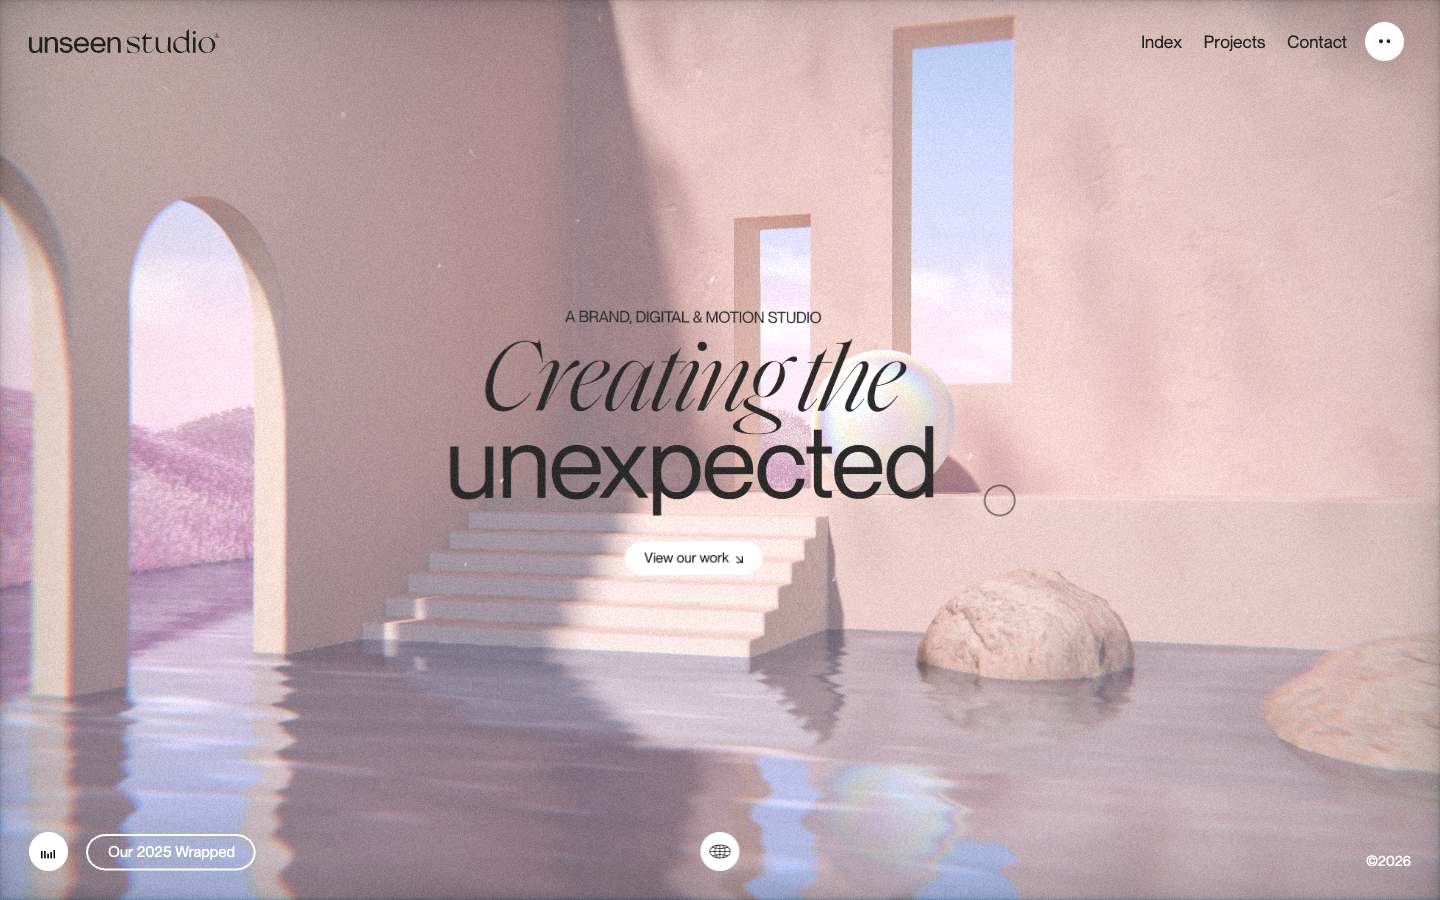 unseen studio
Index
Projects
Contact
A BRAND, DIGITAL & MOTION STUDIO
Creating the
unexpected
View our work ↘
Our 2025 Wrapped
©2026